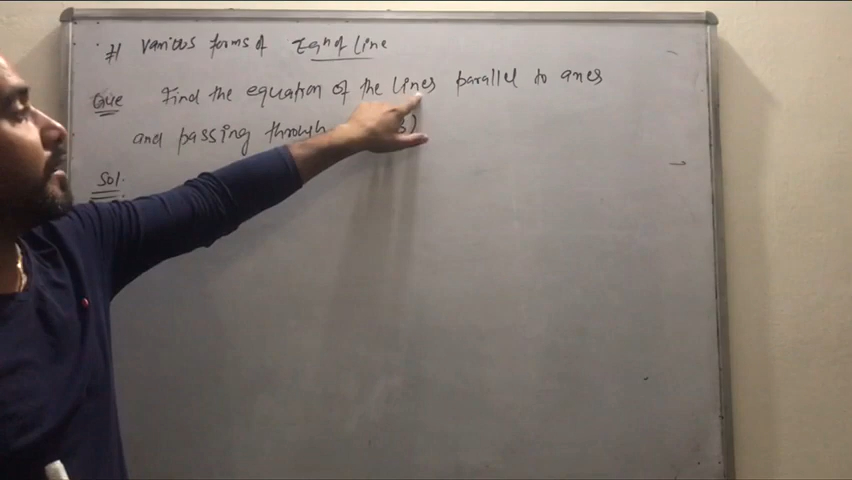 # Various forms of Eqn of Line
Que Find the equation of the lines parallel to axes
and passing through 3)
Sol.